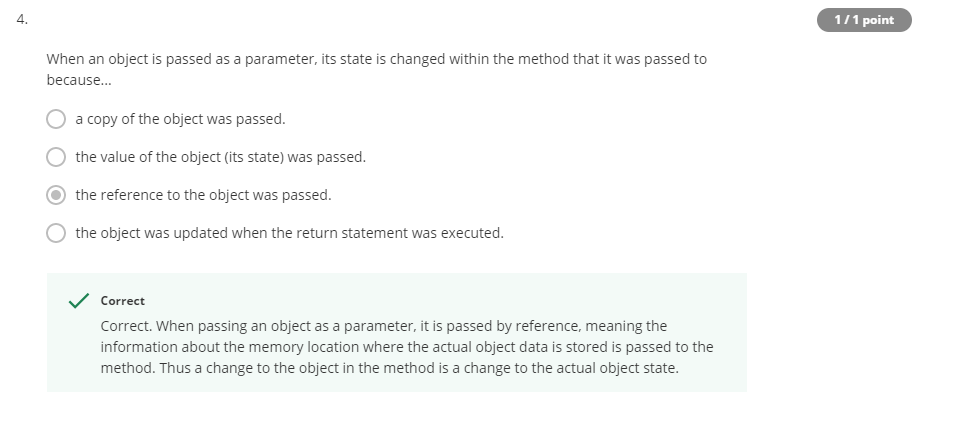 4.
1 / 1 point
When an object is passed as a parameter, its state is changed within the method that it was passed to
because...
a copy of the object was passed.
the value of the object (its state) was passed.
the reference to the object was passed.
the object was updated when the return statement was executed.
Correct
Correct. When passing an object as a parameter, it is passed by reference, meaning the
information about the memory location where the actual object data is stored is passed to the
method. Thus a change to the object in the method is a change to the actual object state.